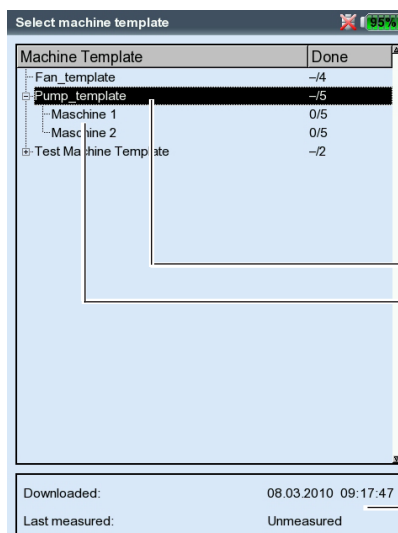 Select machine template 95%
Machine Template Done
Fan_template –/4
Pump_template –/5
Maschine 1 0/5
Maschine 2 0/5
Test Machine Template –/2
Downloaded: 08.03.2010 09:17:47
Last measured: Unmeasured